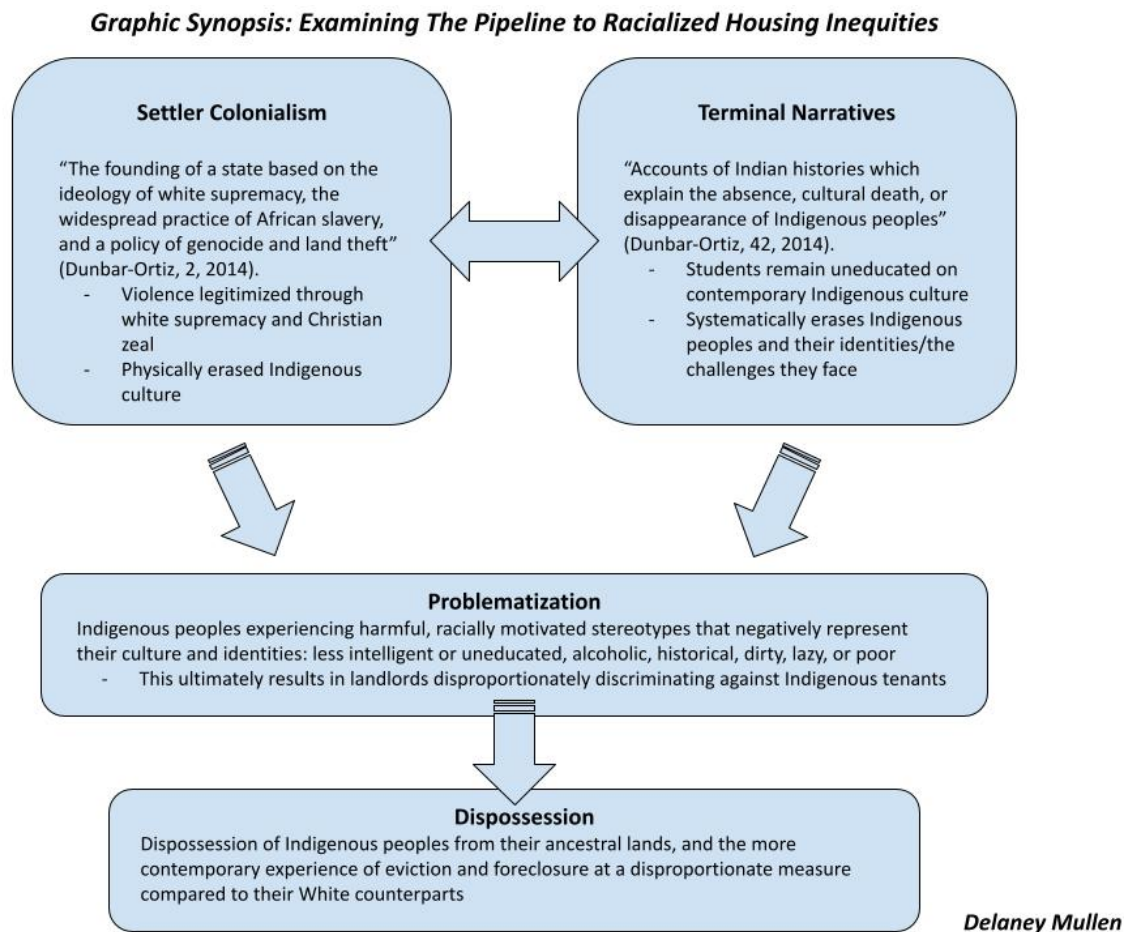 Graphic Synopsis: Examining The Pipeline to Racialized Housing Inequities
Settler Colonialism
“The founding of a state based on the
ideology of white supremacy, the
widespread practice of African slavery,
and a policy of genocide and land theft”
(Dunbar-Ortiz, 2, 2014).
- Violence legitimized through
white supremacy and Christian
zeal
- Physically erased Indigenous
culture
Terminal Narratives
“Accounts of Indian histories which
explain the absence, cultural death, or
disappearance of Indigenous peoples”
(Dunbar-Ortiz, 42, 2014).
- Students remain uneducated on
contemporary Indigenous culture
- Systematically erases Indigenous
peoples and their identities/the
challenges they face
Problematization
Indigenous peoples experiencing harmful, racially motivated stereotypes that negatively represent
their culture and identities: less intelligent or uneducated, alcoholic, historical, dirty, lazy, or poor
- This ultimately results in landlords disproportionately discriminating against Indigenous tenants
Dispossession
Dispossession of Indigenous peoples from their ancestral lands, and the more
contemporary experience of eviction and foreclosure at a disproportionate measure
compared to their White counterparts
Delaney Mullen